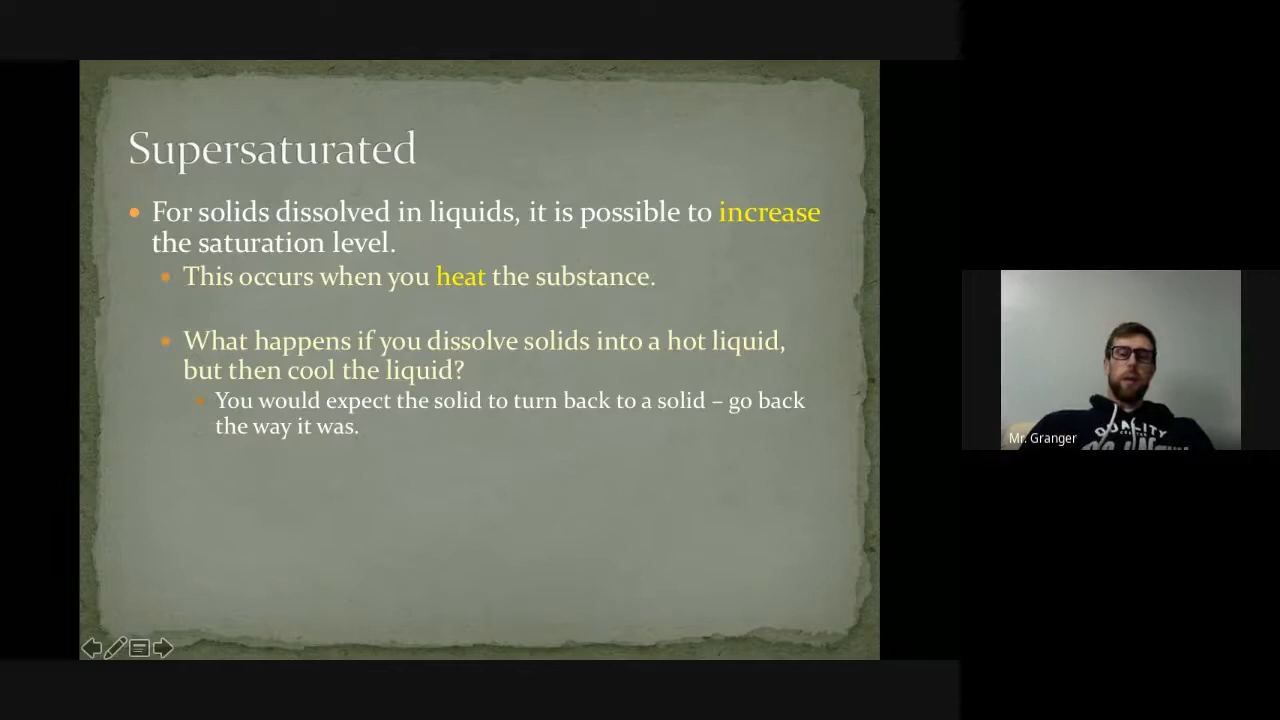 Supersaturated
For solids dissolved in liquids, it is possible to increase
the saturation level.
This occurs when you heat the substance.
What happens if you dissolve solids into a hot liquid,
but then cool the liquid?
You would expect the solid to turn back to a solid – go back
the way it was.
Mr. Granger
QUALITY